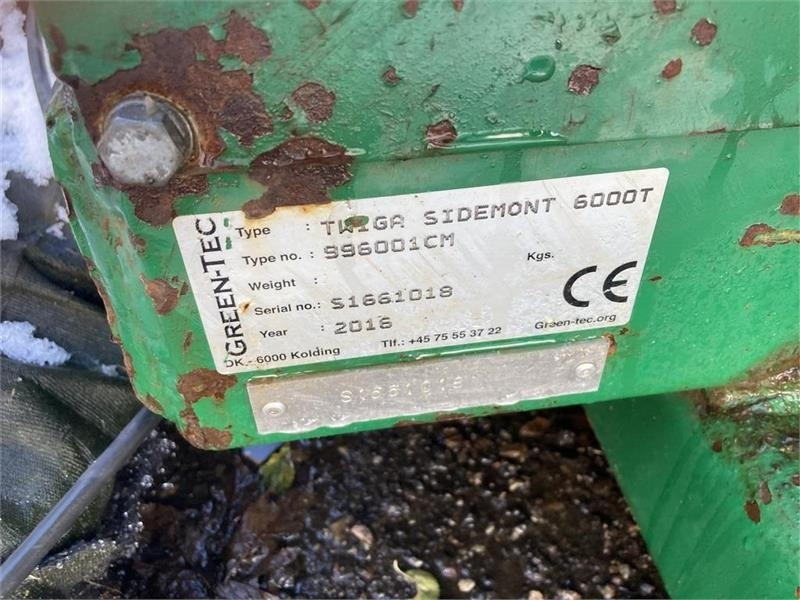 GREEN-TEC
Type : TWIGA SIDEMONT 6000T
Type no. : 996001CM
Weight : Kgs.
Serial no.: S1661018
Year : 2016
CE
DK - 6000 Kolding Tlf.: +45 75 55 37 22 Green-tec.org
S1661018